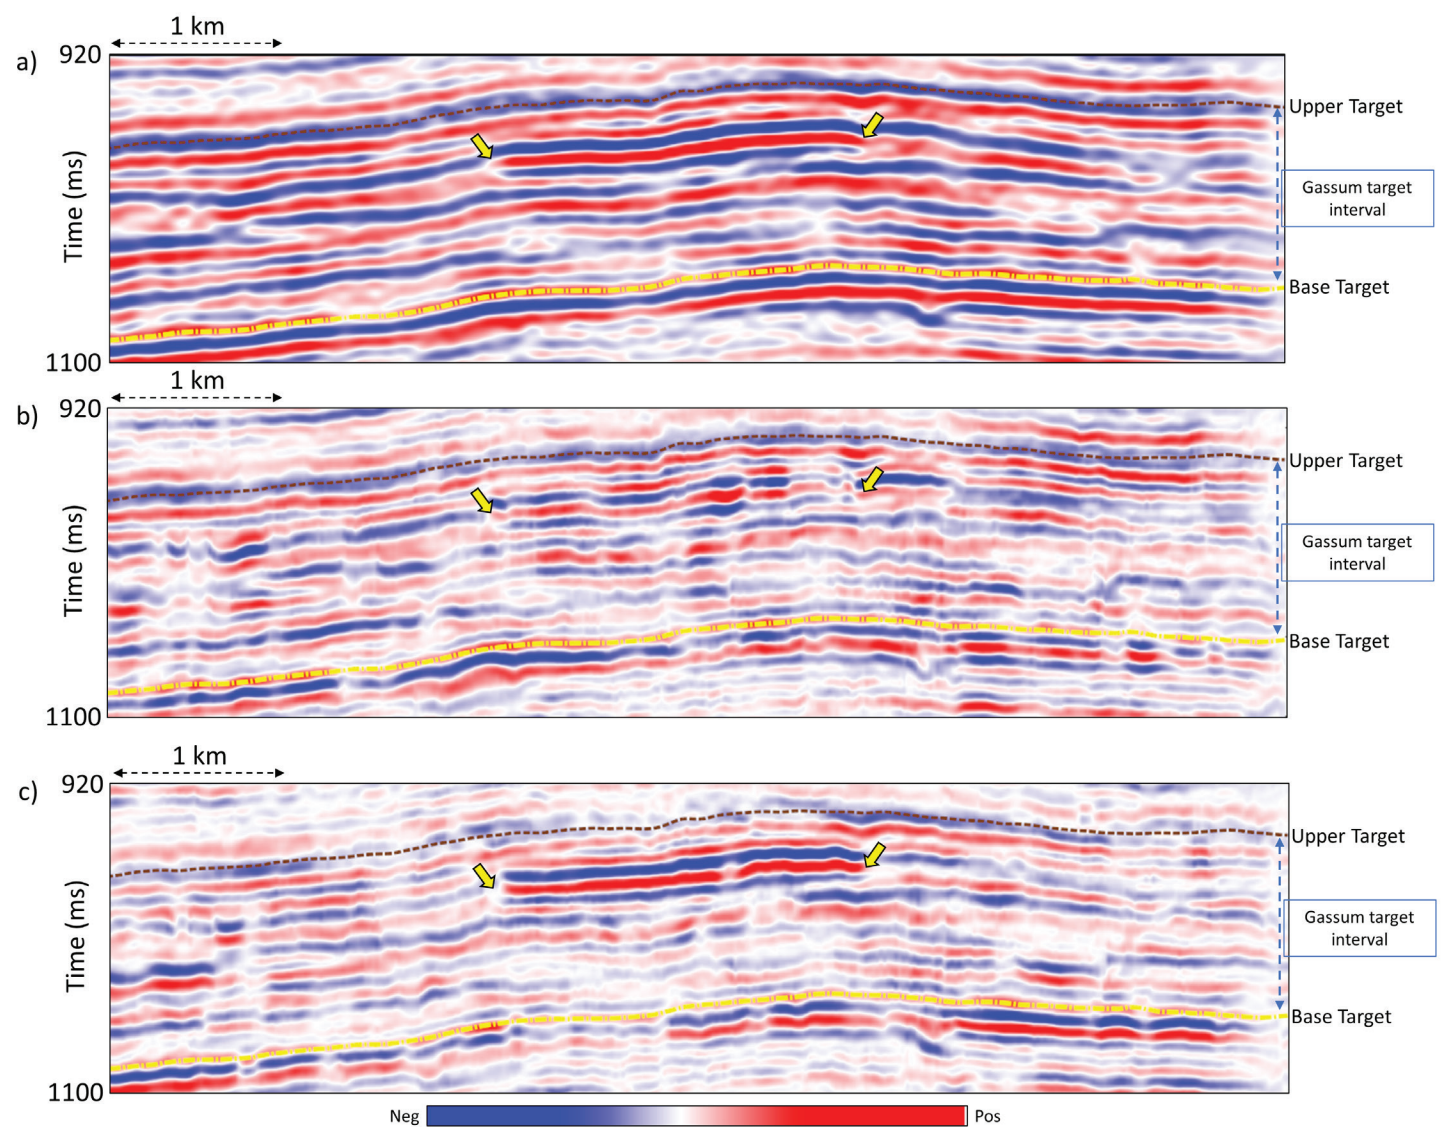 1 km
a)
920
Upper Target
Time (ms)
Gassum target
interval
Base Target
1100
1 km
b)
920
Upper Target
Time (ms)
Gassum target
interval
Base Target
1100
1 km
c)
920
Upper Target
Time (ms)
Gassum target
interval
Base Target
1100
Neg
Pos